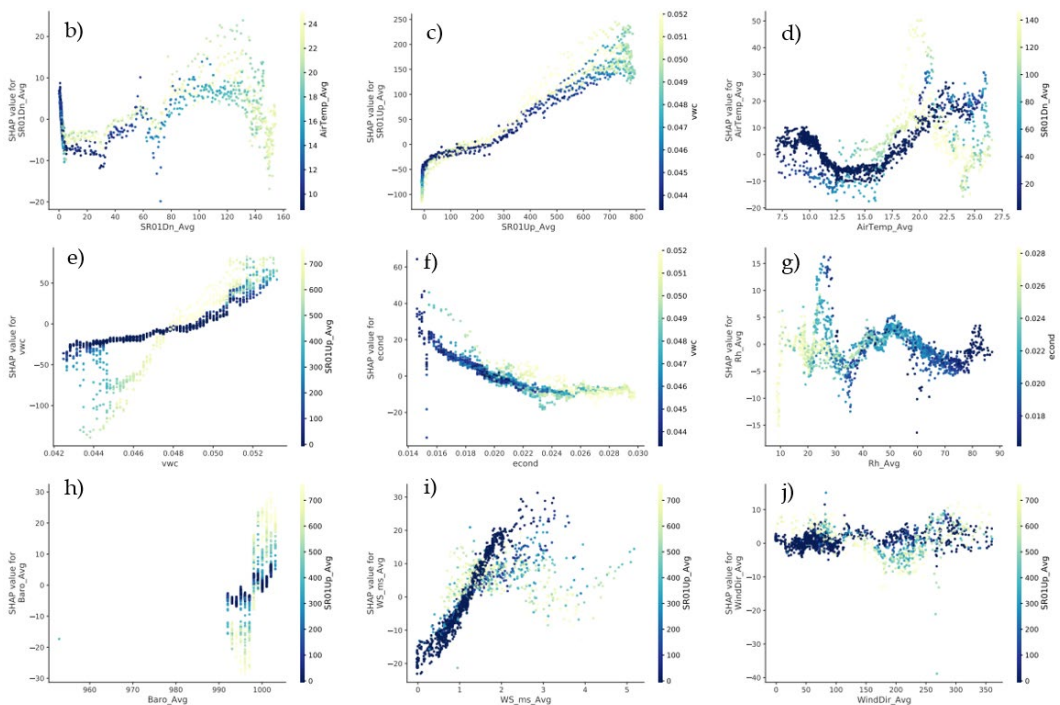 b)
SHAP value for
SR01Dn_Avg
20
10
0
−10
−20
0 20 40 60 80 100 120 140 160
SR01Dn_Avg
24
22
20
18
16
14
12
10
AirTemp_Avg
c)
SHAP value for
SR01Up_Avg
250
200
150
100
50
0
−50
−100
0 100 200 300 400 500 600 700 800
SR01Up_Avg
0.052
0.051
0.050
0.049
0.048
0.047
0.046
0.045
0.044
vwc
d)
SHAP value for
AirTemp_Avg
50
40
30
20
10
0
−10
−20
7.5 10.0 12.5 15.0 17.5 20.0 22.5 25.0 27.5
AirTemp_Avg
140
120
100
80
60
40
20
SR01Dn_Avg
e)
SHAP value for
vwc
50
0
−50
−100
0.042 0.044 0.046 0.048 0.050 0.052
vwc
700
600
500
400
300
200
100
0
SR01Up_Avg
f)
SHAP value for
econd
60
40
20
0
−20
0.014 0.016 0.018 0.020 0.022 0.024 0.026 0.028 0.030
econd
0.052
0.051
0.050
0.049
0.048
0.047
0.046
0.045
0.044
vwc
g)
SHAP value for
Rh_Avg
15
10
5
0
−5
−10
−15
10 20 30 40 50 60 70 80 90
Rh_Avg
0.028
0.026
0.024
0.022
0.020
0.018
econd
h)
SHAP value for
Baro_Avg
30
20
10
0
−10
−20
−30
960 970 980 990 1000
Baro_Avg
700
600
500
400
300
200
100
0
SR01Up_Avg
i)
SHAP value for
WS_ms_Avg
30
20
10
0
−10
−20
0 1 2 3 4 5
WS_ms_Avg
700
600
500
400
300
200
100
0
SR01Up_Avg
j)
SHAP value for
WindDir_Avg
20
10
0
−10
−20
−30
−40
0 50 100 150 200 250 300 350
WindDir_Avg
700
600
500
400
300
200
100
0
SR01Up_Avg